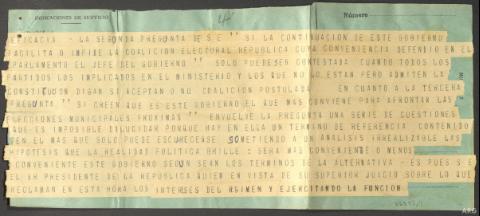 INDICACIONES DE SERVICIO
Número
EFICACIA - LA SEGUNDA PREGUNTA DE S E " SI LA CONTINUACION DE ESTE GOBIERNO
FACILITA O IMPIDE LA COALICION ELECTORAL REPUBLICA CUYA CONVENIENCIA DEFENDIO EN EL
PARLAMENTO EL JEFE DEL GOBIERNO " SOLO PUEDE SER CONTESTADA CUANDO TODOS LOS
PARTIDOS LOS IMPLICADOS EN EL MINISTERIO Y LOS QUE NO LO ESTAN PERO ADMITEN LA
CONSTITUCION DIGAN SI ACEPTAN O NO COALICION POSTULADA - EN CUANTO A LA TERCERA
PREGUNTA " SI CREEN QUE ES ESTE GOBIERNO EL QUE MAS CONVIENE PARA AFRONTAR LAS
ELECCIONES MUNICIPALES PROXIMAS " ENVUELVE LA PREGUNTA UNA SERIE DE CUESTIONES
QUE ES IMPOSIBLE DILUCIDAR PORQUE HAY EN ELLA UN TERMINO DE REFERENCIA CONTENIDO
EN EL MAS QUE SOLO PUEDE ESCUECERSE SOMETIENDO A UN ANALISIS IRREALIZABLE LAS
HIPOTESIS QUE LA REALIDAD POLITICA BRILLE : SERA MAS CONVENIENTE O MENOS
CONVENIENTE ESTE GOBIERNO SEGUN SEAN LOS TERMINOS DE LA ALTERNATIVA - ES PUES S E
EL SR PRESIDENTE DE LA REPUBLICA QUIEN EN VISTA DE SU SUPERIOR JUICIO SOBRE LO QUE
RECLAMAN EN ESTA HORA LOS INTERESES DEL REGIMEN Y EJERCITANDO LA FUNCION